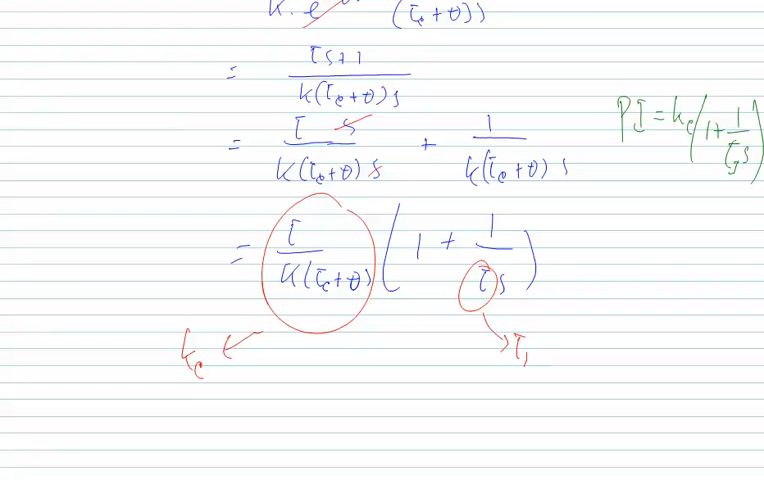 K. e (τc + θ))
= τs+1 / K(τc+θ)s
PI = kc(1 + 1/τIs)
= τ s / K(τc+θ) s + 1 / K(τc+θ) s
= τ / K(τc+θ) (1 + 1/τs)
kc ← → τI